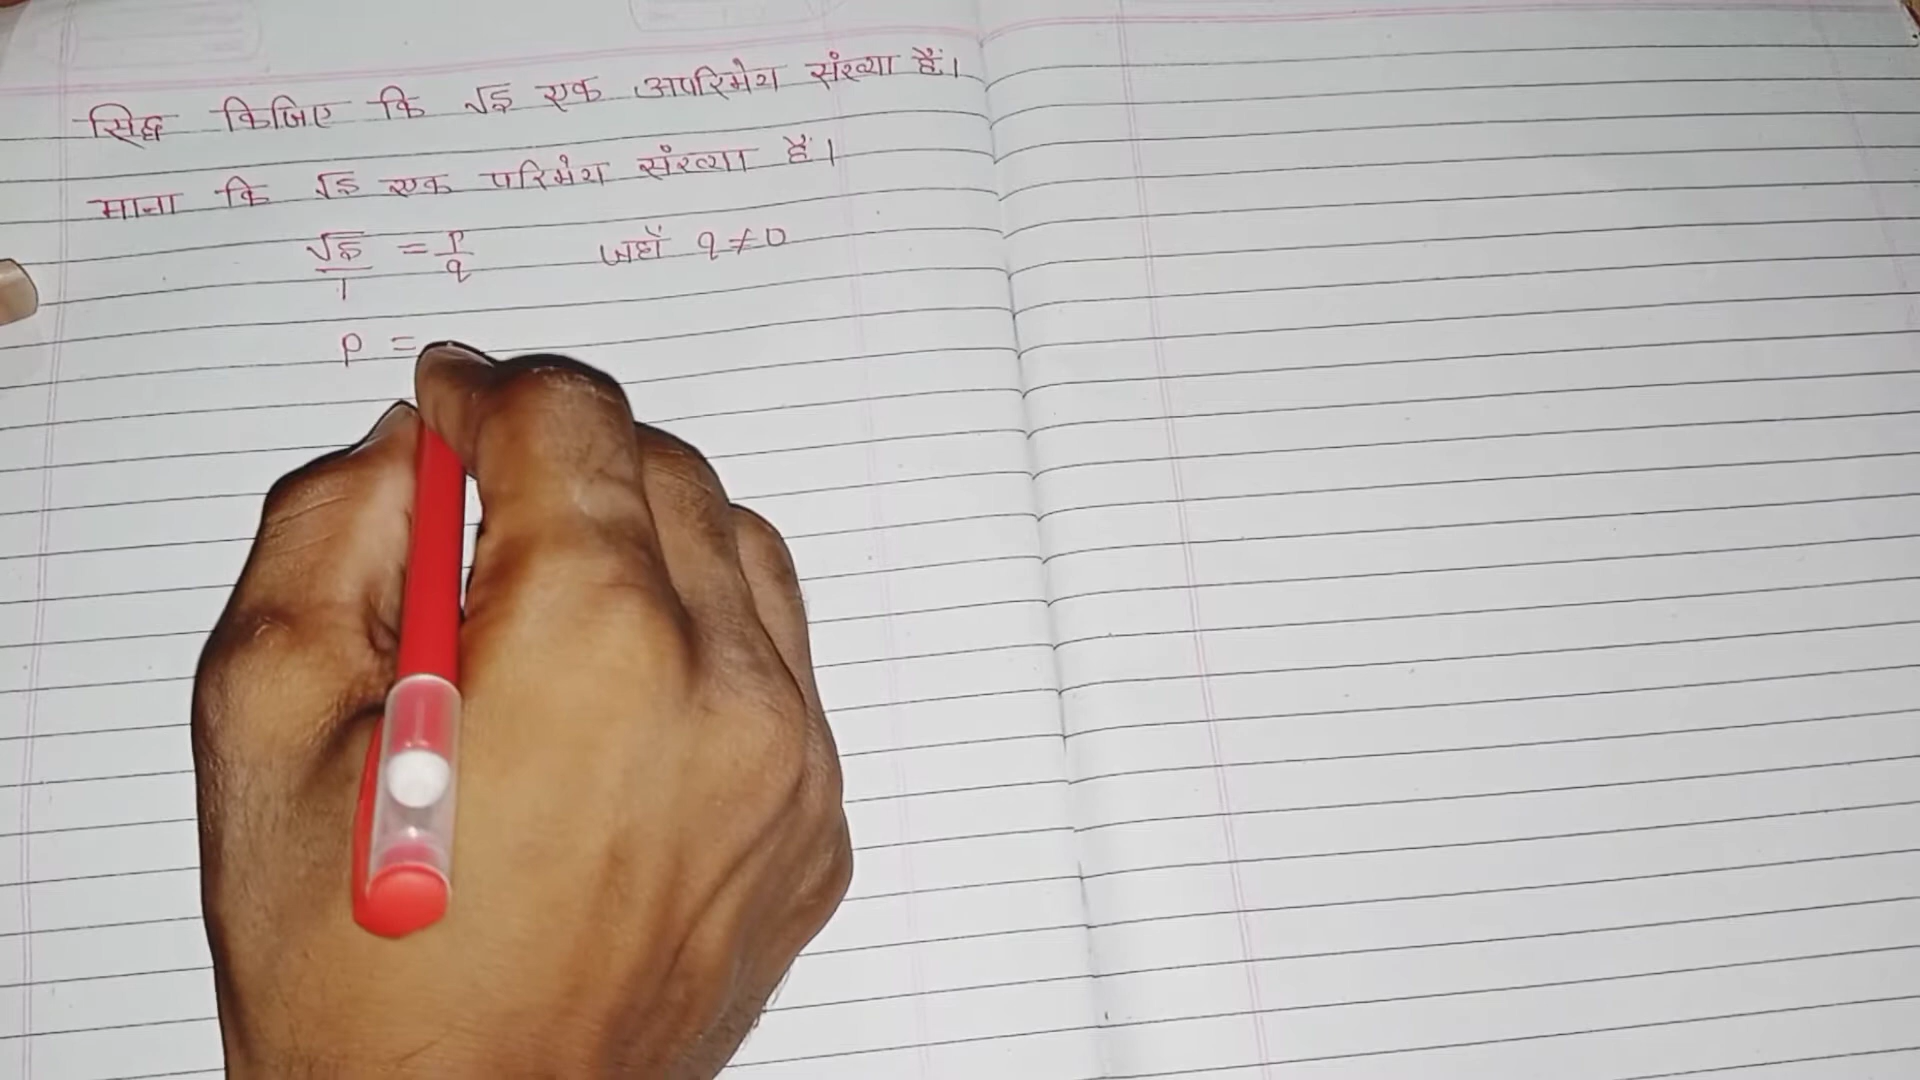 सिद्ध किजिए कि √5 एक अपरिमेय संख्या हैं।
माना कि √5 एक परिमेय संख्या हैं।
√5/1 = p/q जहाँ q ≠ 0
p =